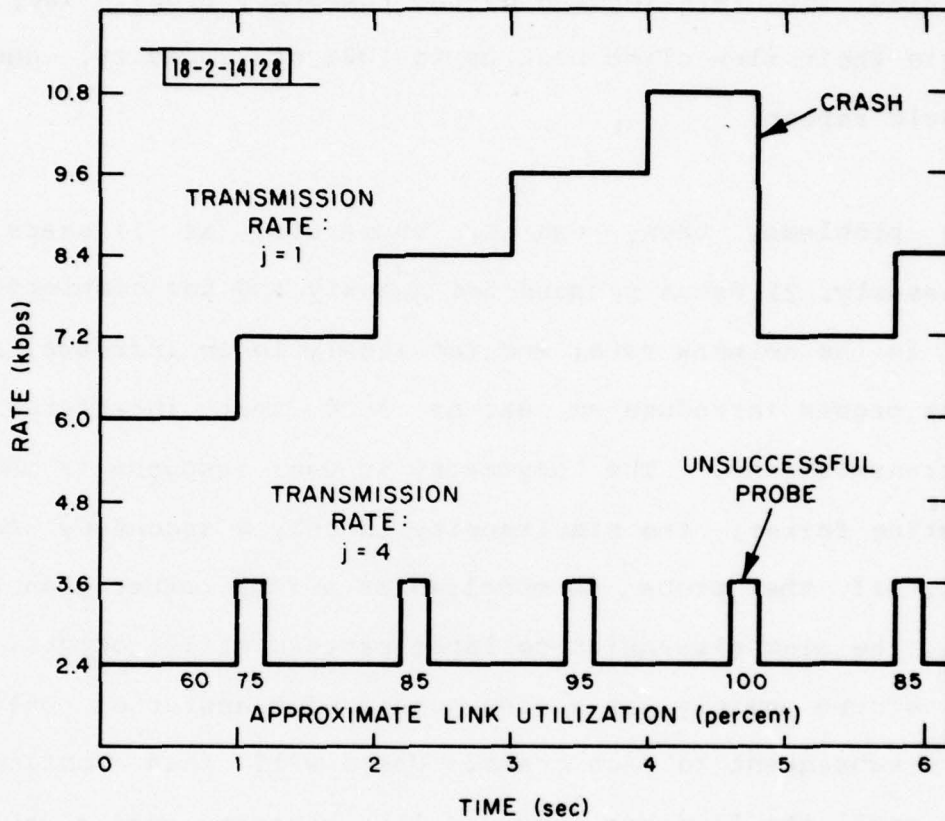 18-2-14128
10.8
CRASH
9.6
TRANSMISSION
RATE:
j = 1
8.4
7.2
RATE (kbps)
6.0
UNSUCESSFUL
PROBE
TRANSMISSION
RATE:
j = 4
4.8
3.6
2.4
60 75 85 95 100 85
APPROXIMATE LINK UTILIZATION (percent)
0 1 2 3 4 5 6
TIME (sec)